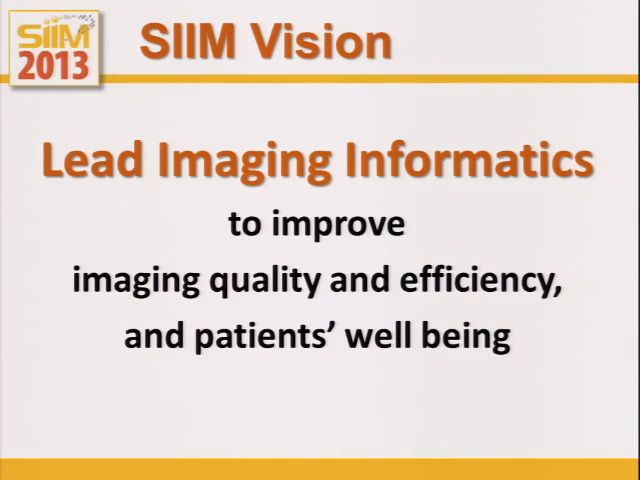 SIIM
2013
SIIM Vision
Lead Imaging Informatics
to improve
imaging quality and efficiency,
and patients’ well being